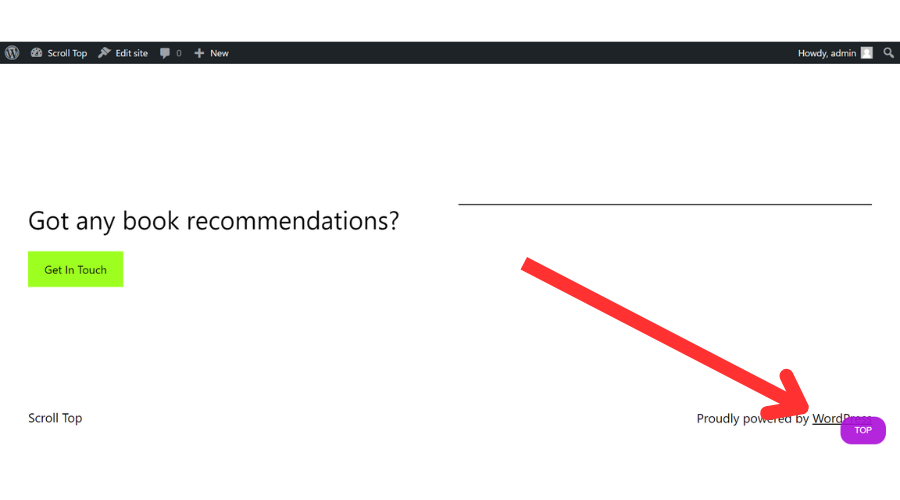 Scroll Top Edit site 0 New Howdy, admin
Got any book recommendations?
Get In Touch
Scroll Top Proudly powered by WordPress
TOP